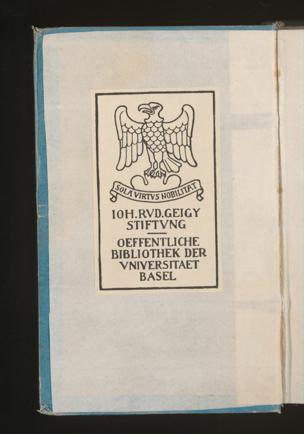 SOLA VIRTVS NOBILITAT
IOH. RVD. GEIGY
STIFTVNG
OEFFENTLICHE
BIBLIOTHEK DER
VNIVERSITAET
BASEL